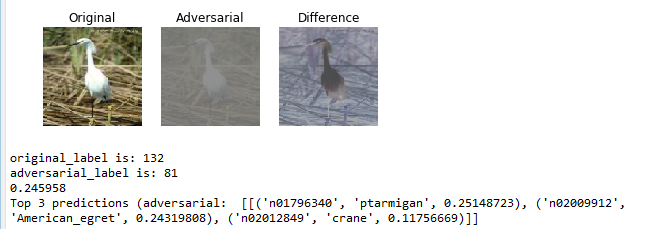 Original Adversarial Difference
original_label is: 132
adversarial_label is: 81
0.245958
Top 3 predictions (adversarial:  [[('n01796340', 'ptarmigan', 0.25148723), ('n02009912',
'American_egret', 0.24319808), ('n02012849', 'crane', 0.11756669)]]